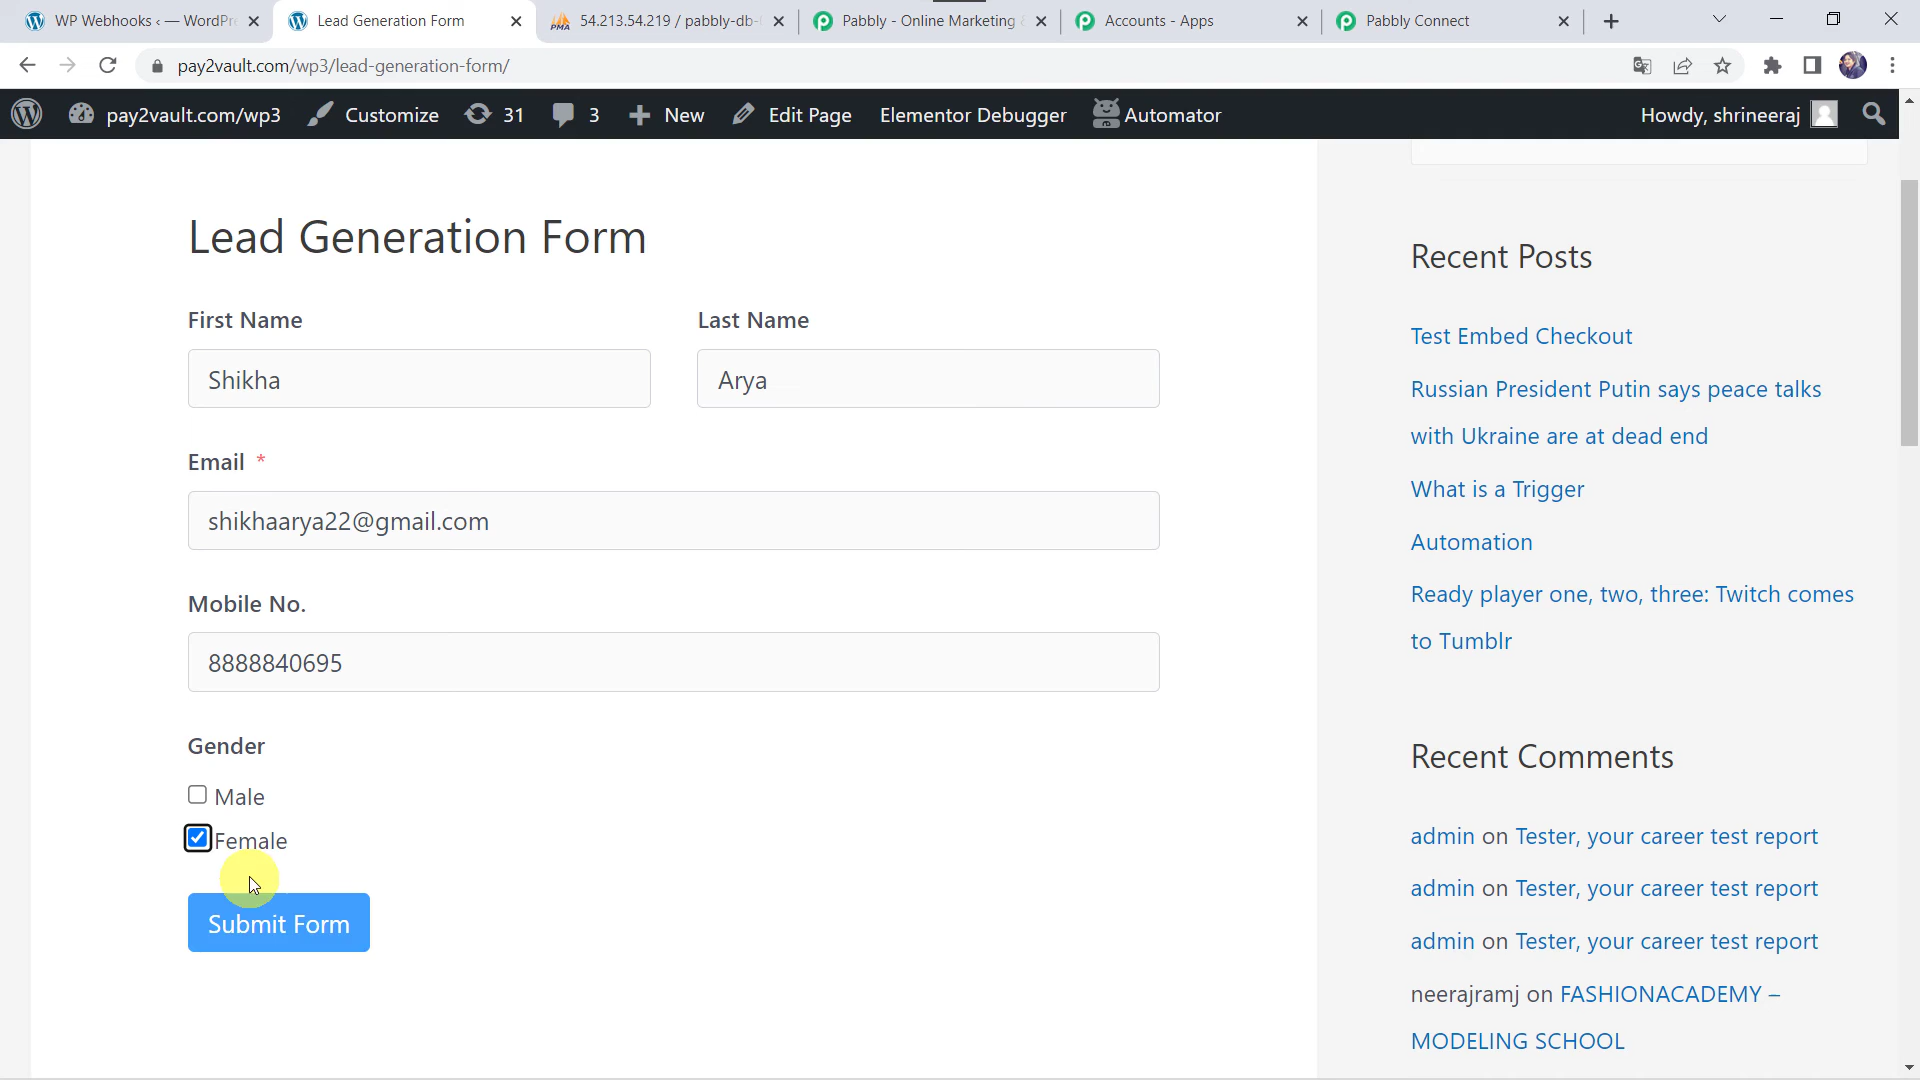 WP Webhooks ‹ — WordPr
Lead Generation Form
54.213.54.219 / pabbly-db-
Pabbly - Online Marketing
Accounts - Apps
Pabbly Connect
pay2vault.com/wp3/lead-generation-form/
pay2vault.com/wp3
Customize
31
3
New
Edit Page
Elementor Debugger
Automator
Howdy, shrineeraj
Lead Generation Form
First Name
Last Name
Shikha
Arya
Email *
shikhaarya22@gmail.com
Mobile No.
8888840695
Gender
Male
Female
Submit Form
Recent Posts
Test Embed Checkout
Russian President Putin says peace talks
with Ukraine are at dead end
What is a Trigger
Automation
Ready player one, two, three: Twitch comes
to Tumblr
Recent Comments
admin on Tester, your career test report
admin on Tester, your career test report
admin on Tester, your career test report
neerajramj on FASHIONACADEMY –
MODELING SCHOOL